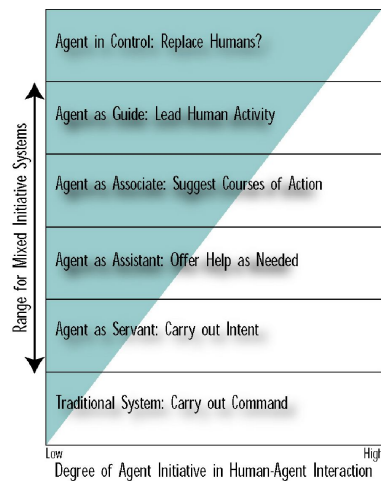 Agent in Control: Replace Humans?
Agent as Guide: Lead Human Activity
Agent as Associate: Suggest Courses of Action
Agent as Assistant: Offer Help as Needed
Agent as Servant: Carry out Intent
Traditional System: Carry out Command
Range for Mixed Initiative Systems
Low
High
Degree of Agent Initiative in Human-Agent Interaction